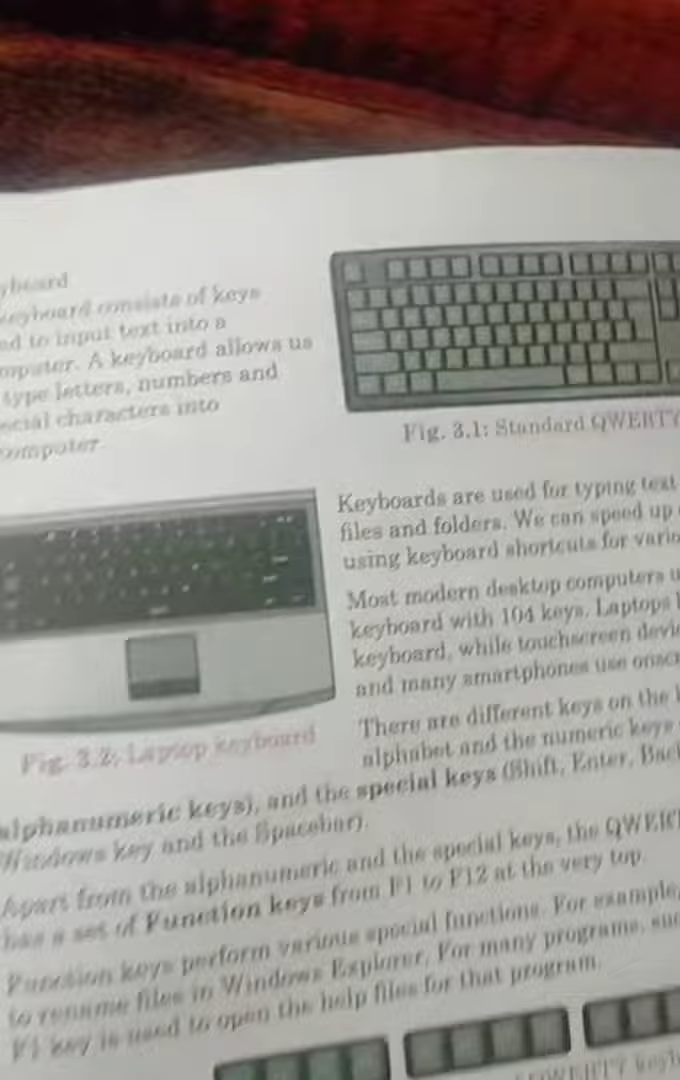 yboard
keyboard consists of keys
ed to input text into a
mputer. A keyboard allows us
type letters, numbers and
ecial characters into
computer.
Fig. 3.1: Standard QWERTY
Keyboards are used for typing text
files and folders. We can speed up
using keyboard shortcuts for vario
Most modern desktop computers u
keyboard with 104 keys. Laptops
keyboard, while touchscreen devic
and many smartphones use onscr
Fig. 3.2: Laptop keyboard
There are different keys on the k
alphabet and the numeric keys
alphanumeric keys), and the special keys (Shift, Enter, Bac
Windows key and the Spacebar).
Apart from the alphanumeric and the special keys, the QWER
has a set of Function keys from F1 to F12 at the very top.
Function keys perform various special functions. For example,
to rename files in Windows Explorer. For many programs, suc
F1 key is used to open the help files for that program.
QWERTY keyb